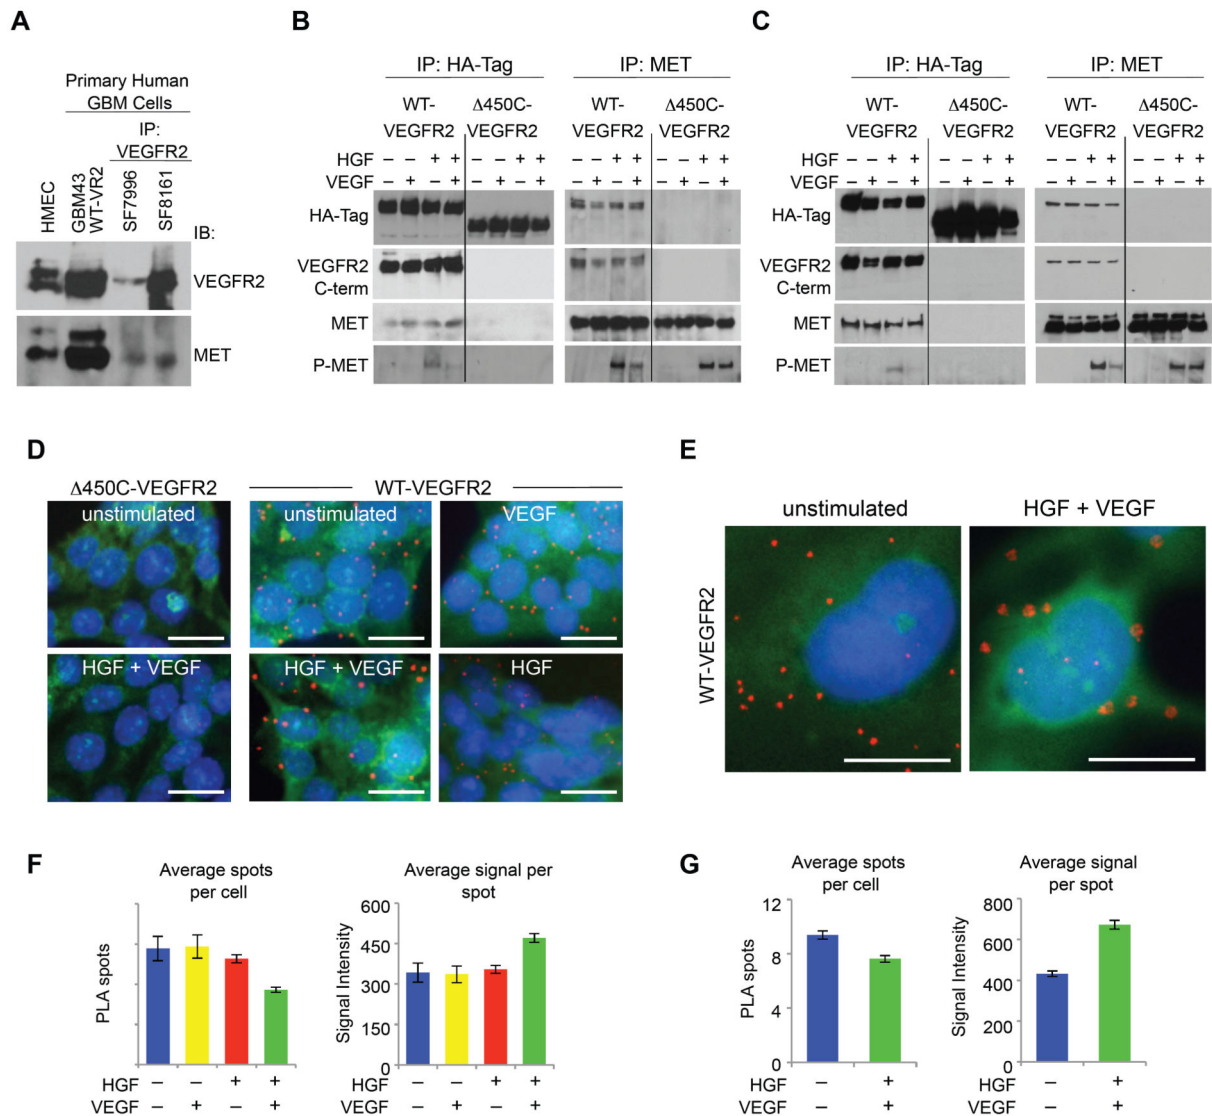 A
Primary Human
GBM Cells
IP:
VEGFR2
HMEC
GBM43
WT-VR2
SF7996
SF8161
IB:
VEGFR2
MET
B
IP: HA-Tag
IP: MET
WT-
VEGFR2
Δ450C-
VEGFR2
WT-
VEGFR2
Δ450C-
VEGFR2
HGF – – + + – – + + – – + + – – + +
VEGF – + – + – + – + – + – + – + – +
HA-Tag
VEGFR2
C-term
MET
P-MET
C
IP: HA-Tag
IP: MET
WT-
VEGFR2
Δ450C-
VEGFR2
WT-
VEGFR2
Δ450C-
VEGFR2
HGF – – + + – – + + – – + + – – + +
VEGF – + – + – + – + – + – + – + – +
HA-Tag
VEGFR2
C-term
MET
P-MET
D
Δ450C-VEGFR2
WT-VEGFR2
unstimulated
unstimulated
VEGF
HGF + VEGF
HGF + VEGF
HGF
E
unstimulated
HGF + VEGF
WT-VEGFR2
F
Average spots
per cell
PLA spots
HGF – – + +
VEGF – + – +
Average signal per
spot
Signal Intensity
600
450
300
150
0
HGF – – + +
VEGF – + – +
G
Average spots
per cell
PLA spots
12
8
4
0
HGF – +
VEGF – +
Average signal
per spot
Signal Intensity
800
600
400
200
0
HGF – +
VEGF – +